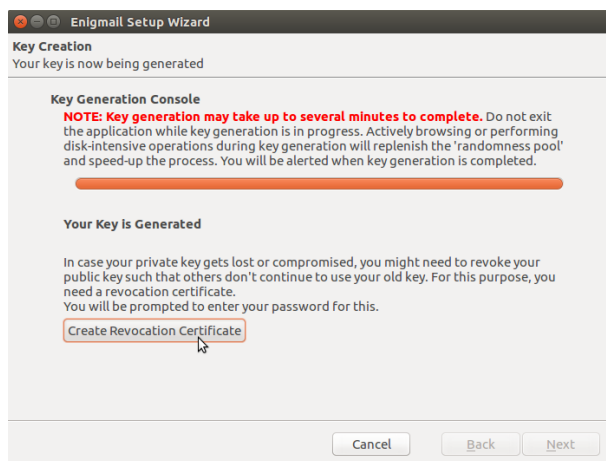 Enigmail Setup Wizard
Key Creation
Your key is now being generated
Key Generation Console
NOTE: Key generation may take up to several minutes to complete. Do not exit
the application while key generation is in progress. Actively browsing or performing
disk-intensive operations during key generation will replenish the 'randomness pool'
and speed-up the process. You will be alerted when key generation is completed.
Your Key is Generated
In case your private key gets lost or compromised, you might need to revoke your
public key such that others don't continue to use your old key. For this purpose, you
need a revocation certificate.
You will be prompted to enter your password for this.
Create Revocation Certificate
Cancel Back Next